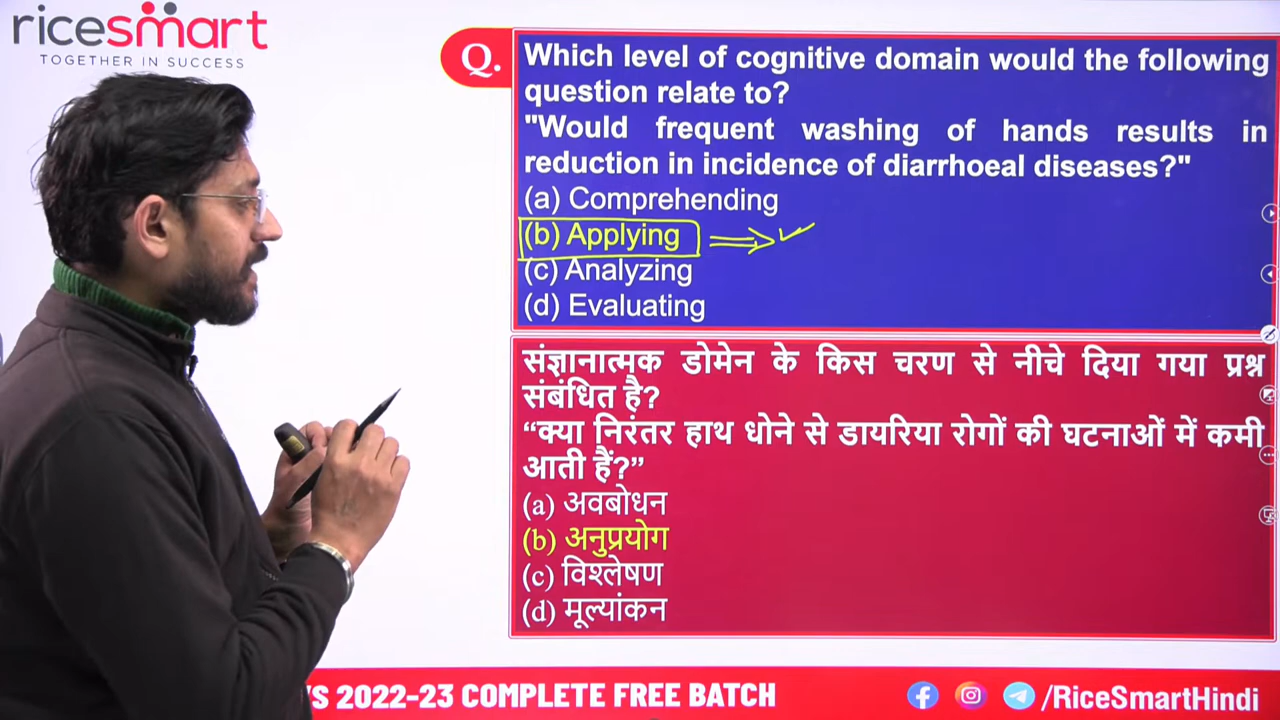 ricesmart
TOGETHER IN SUCCESS
Q.
Which level of cognitive domain would the following
question relate to?
"Would frequent washing of hands results in
reduction in incidence of diarrhoeal diseases?"
(a) Comprehending
(b) Applying
(c) Analyzing
(d) Evaluating
संज्ञानात्मक डोमेन के किस चरण से नीचे दिया गया प्रश्न
संबंधित है?
“क्या निरंतर हाथ धोने से डायरिया रोगों की घटनाओं में कमी
आती हैं?”
(a) अवबोधन
(b) अनुप्रयोग
(c) विश्लेषण
(d) मूल्यांकन
2022-23 COMPLETE FREE BATCH
/RiceSmartHindi